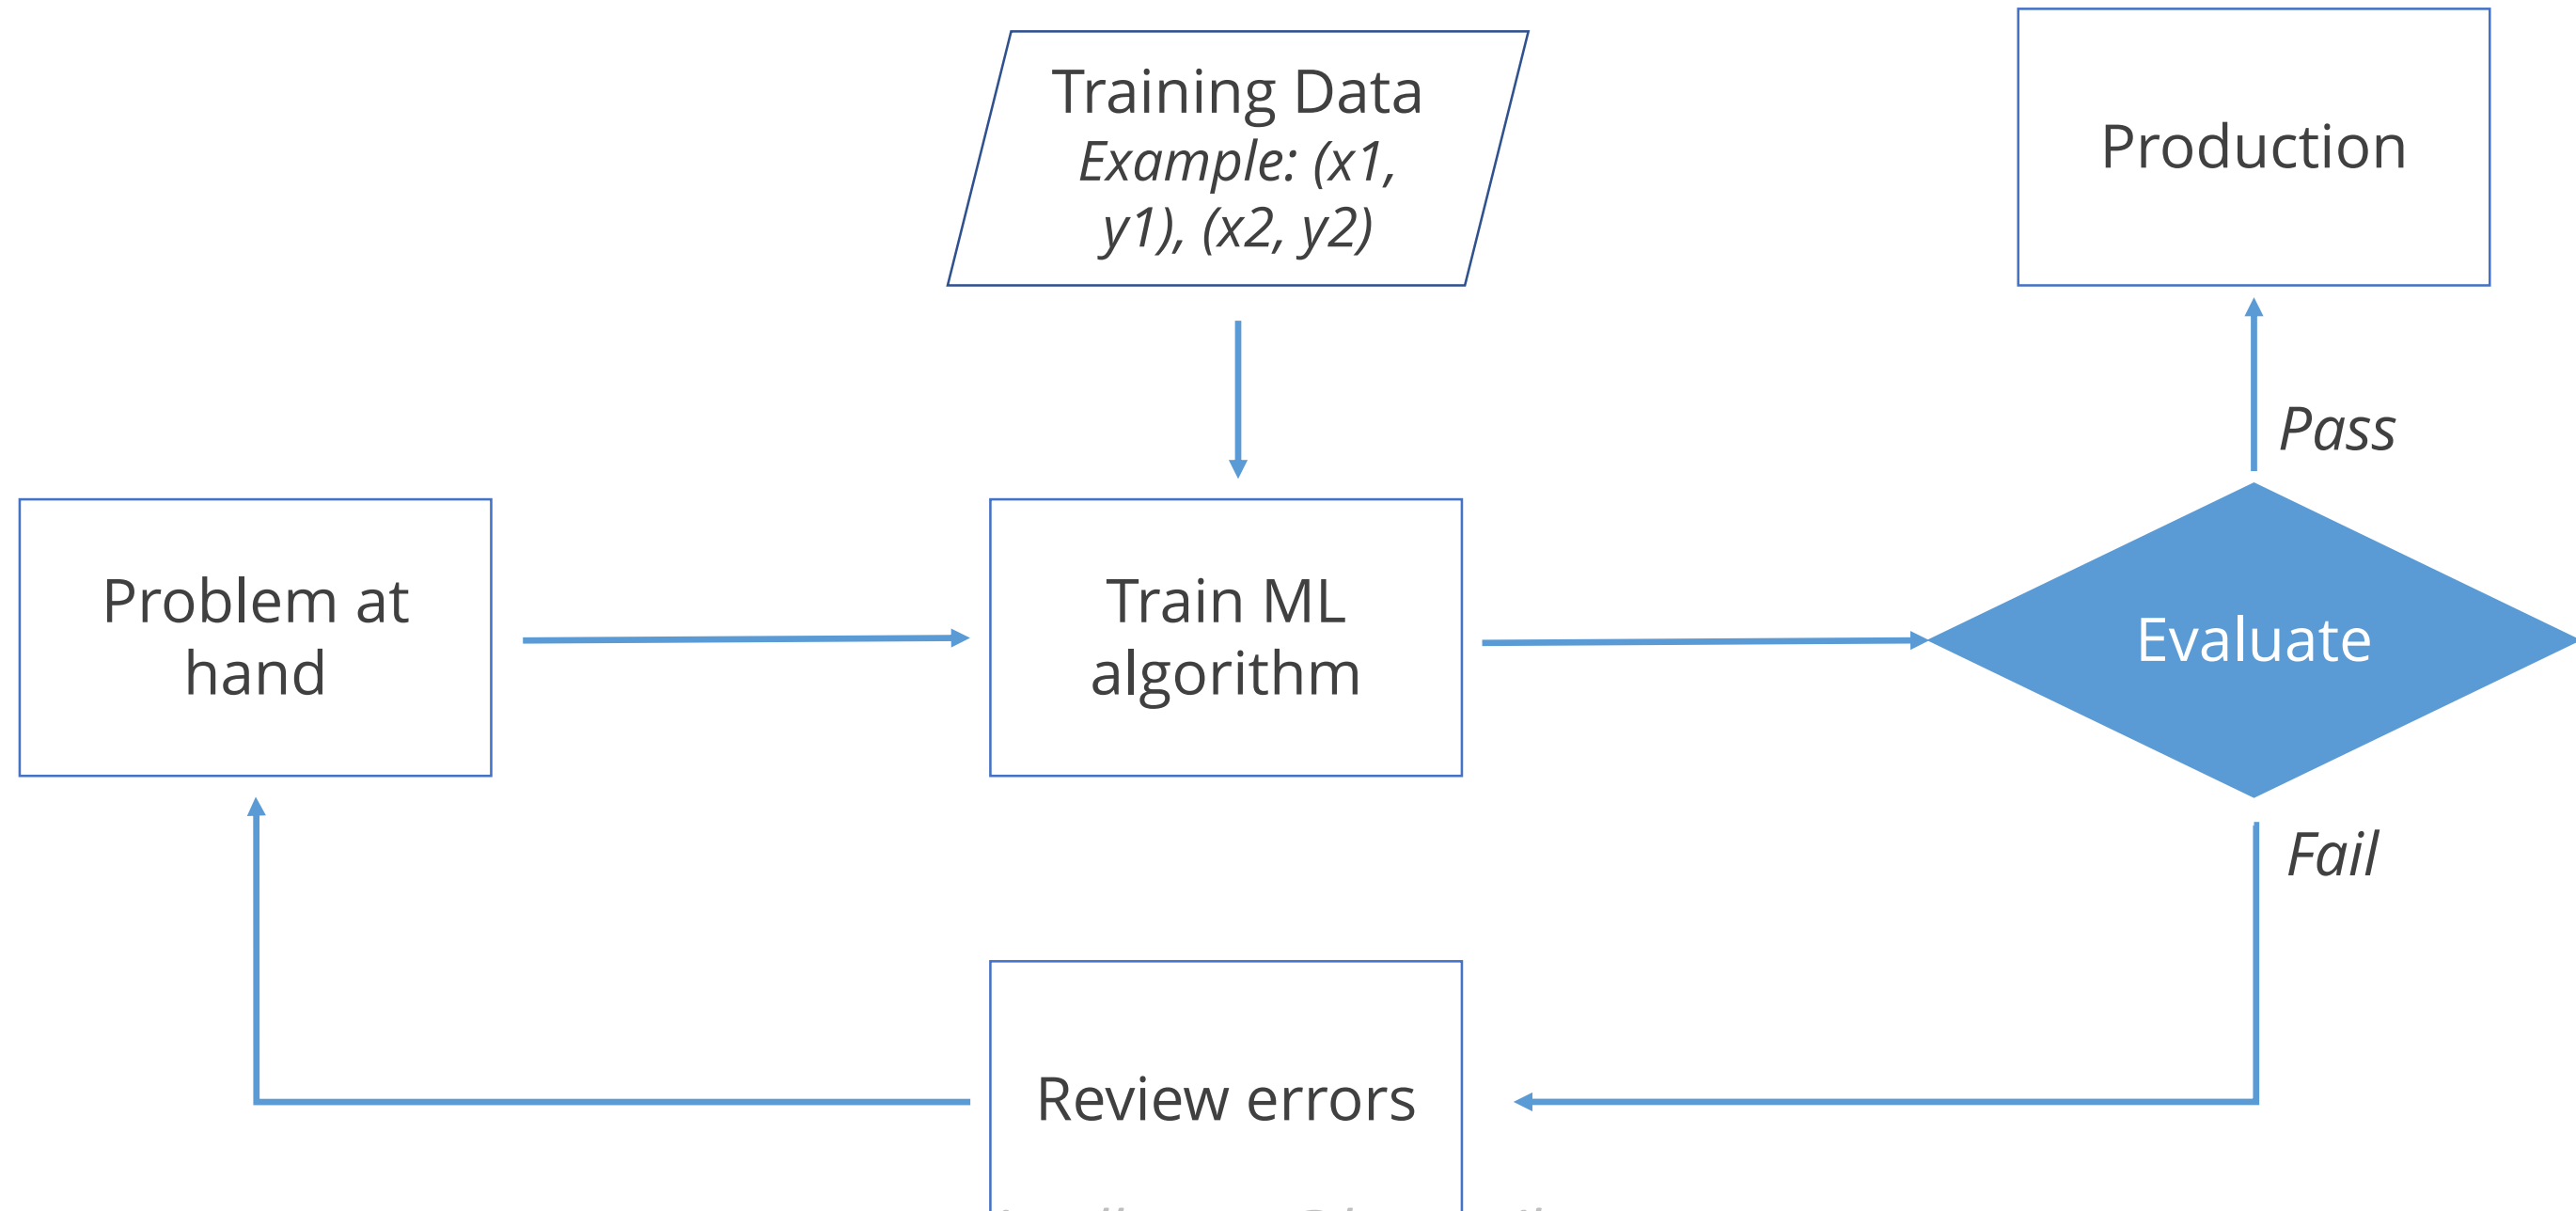 Training Data
Example: (x1,
y1), (x2, y2)
Production
Pass
Problem at
hand
Train ML
algorithm
Evaluate
Fail
Review errors